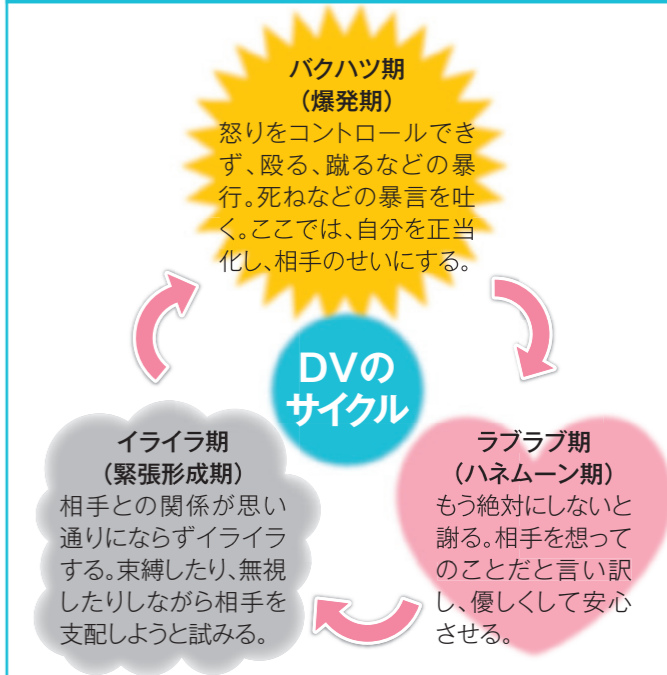 バクハツ期
(爆発期)
怒りをコントロールでき
ず、殴る、蹴るなどの暴
行。死ねなどの暴言を吐
く。ここでは、自分を正当
化し、相手のせいにする。
DVの
サイクル
イライラ期
(緊張形成期)
相手との関係が思い
通りにならずイライラ
する。束縛したり、無視
したりしながら相手を
支配しようと試みる。
ラブラブ期
(ハネムーン期)
もう絶対にしないと
謝る。相手を想って
のことだと言い訳
し、優しくして安心
させる。